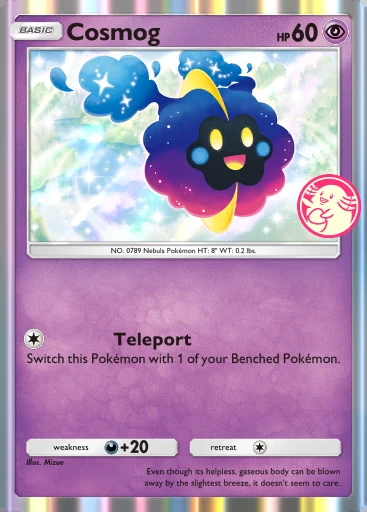 BASIC
Cosmog
HP 60
NO. 0789 Nebula Pokémon HT: 8" WT: 0.2 lbs.
Teleport
Switch this Pokémon with 1 of your Benched Pokémon.
weakness +20
retreat
Illus. Mizue
Even though its helpless, gaseous body can be blown
away by the slightest breeze, it doesn't seem to care.